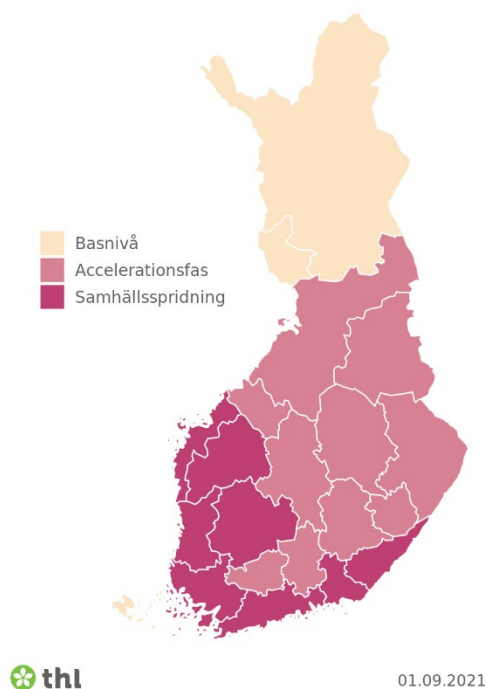 Basnivå
Accelerationsfas
Samhällsspridning
thl
01.09.2021